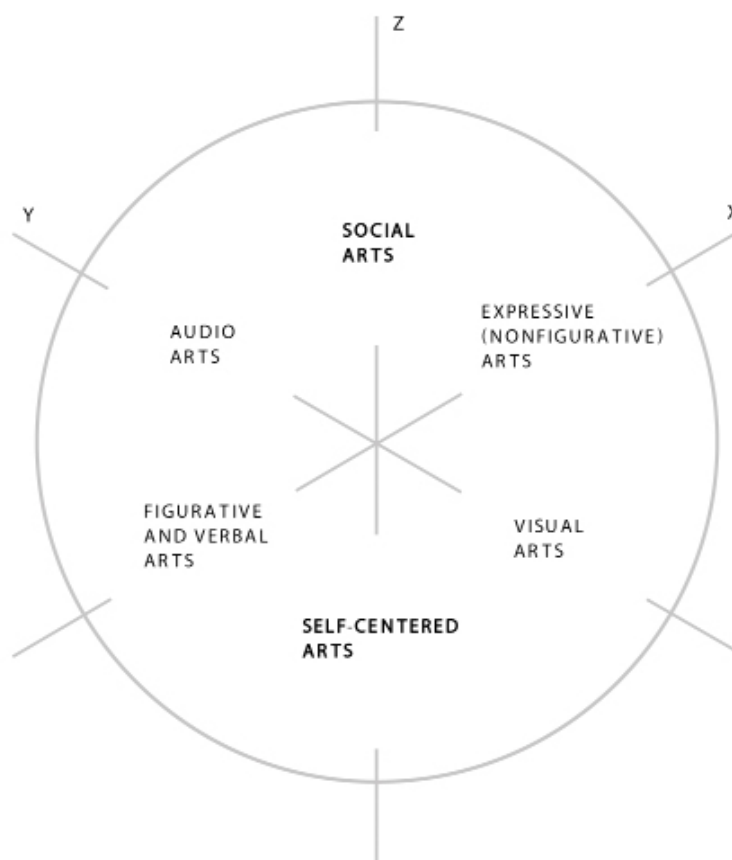 Z
Y
X
SOCIAL
ARTS
EXPRESSIVE
(NONFIGURATIVE)
ARTS
AUDIO
ARTS
FIGURATIVE
AND VERBAL
ARTS
VISUAL
ARTS
SELF-CENTERED
ARTS